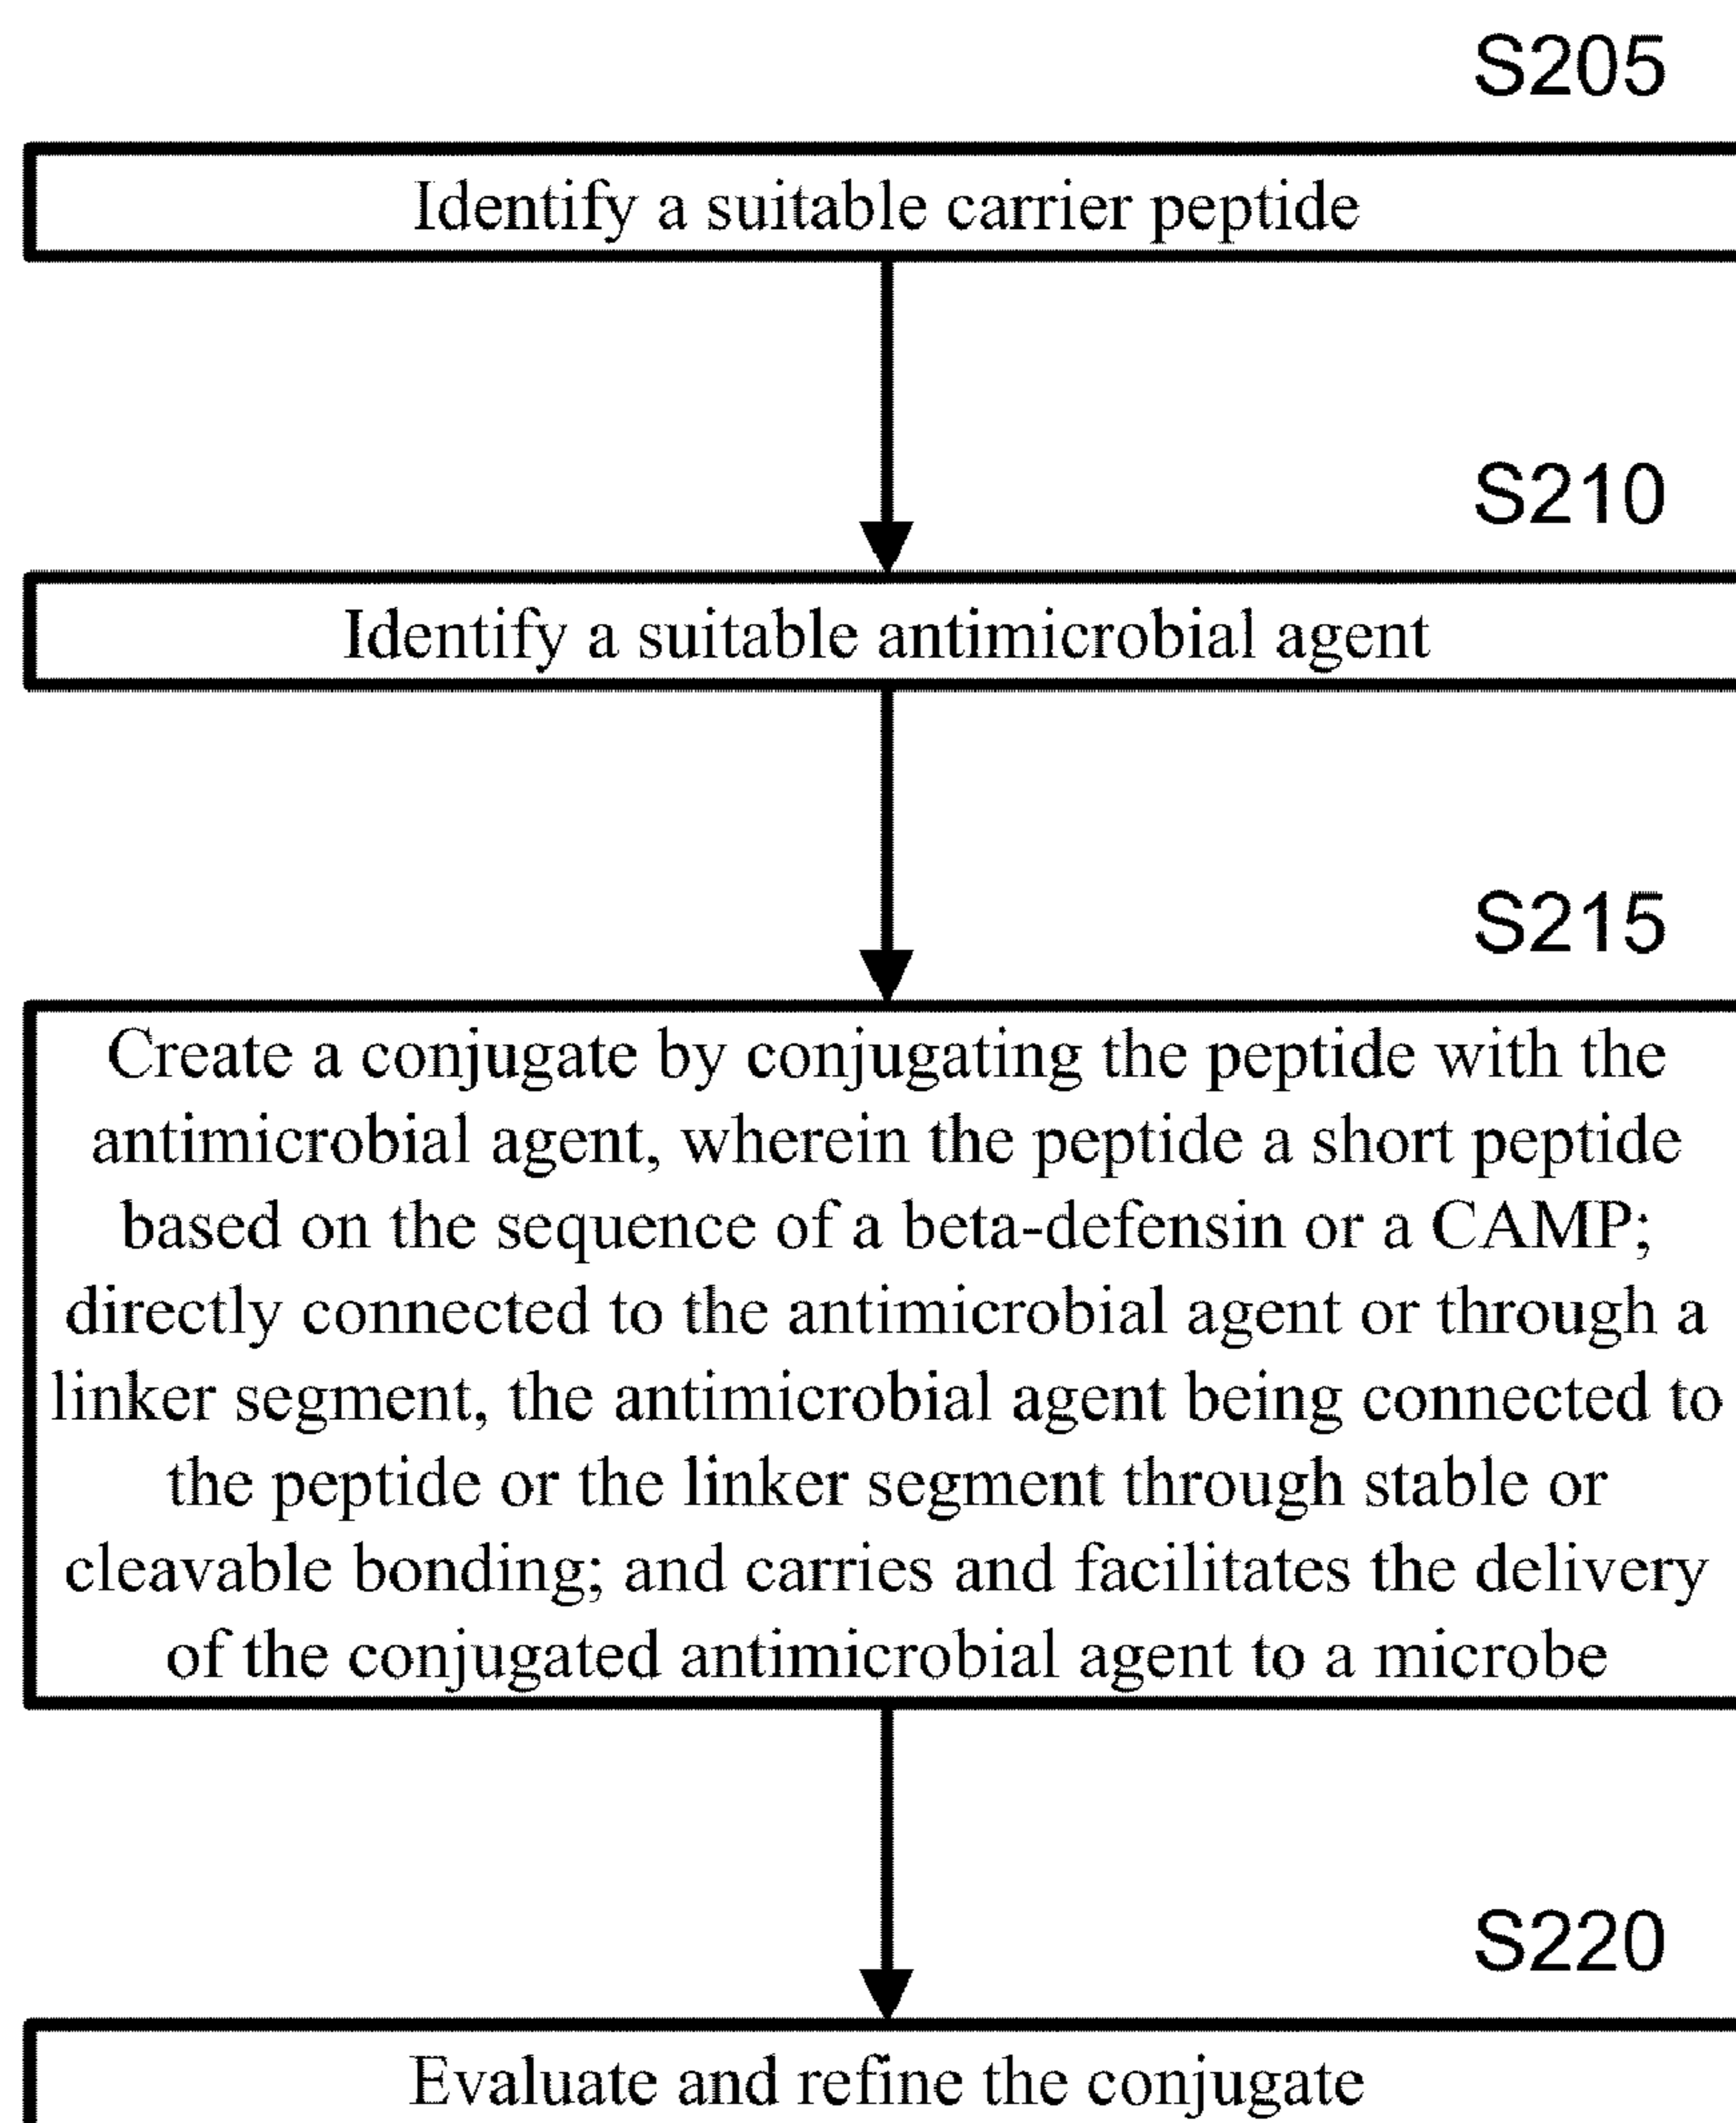 S205
Identify a suitable carrier peptide
S210
Identify a suitable antimicrobial agent
S215
Create a conjugate by conjugating the peptide with the
antimicrobial agent, wherein the peptide a short peptide
based on the sequence of a beta-defensin or a CAMP;
directly connected to the antimicrobial agent or through a
linker segment, the antimicrobial agent being connected to
the peptide or the linker segment through stable or
cleavable bonding; and carries and facilitates the delivery
of the conjugated antimicrobial agent to a microbe
S220
Evaluate and refine the conjugate